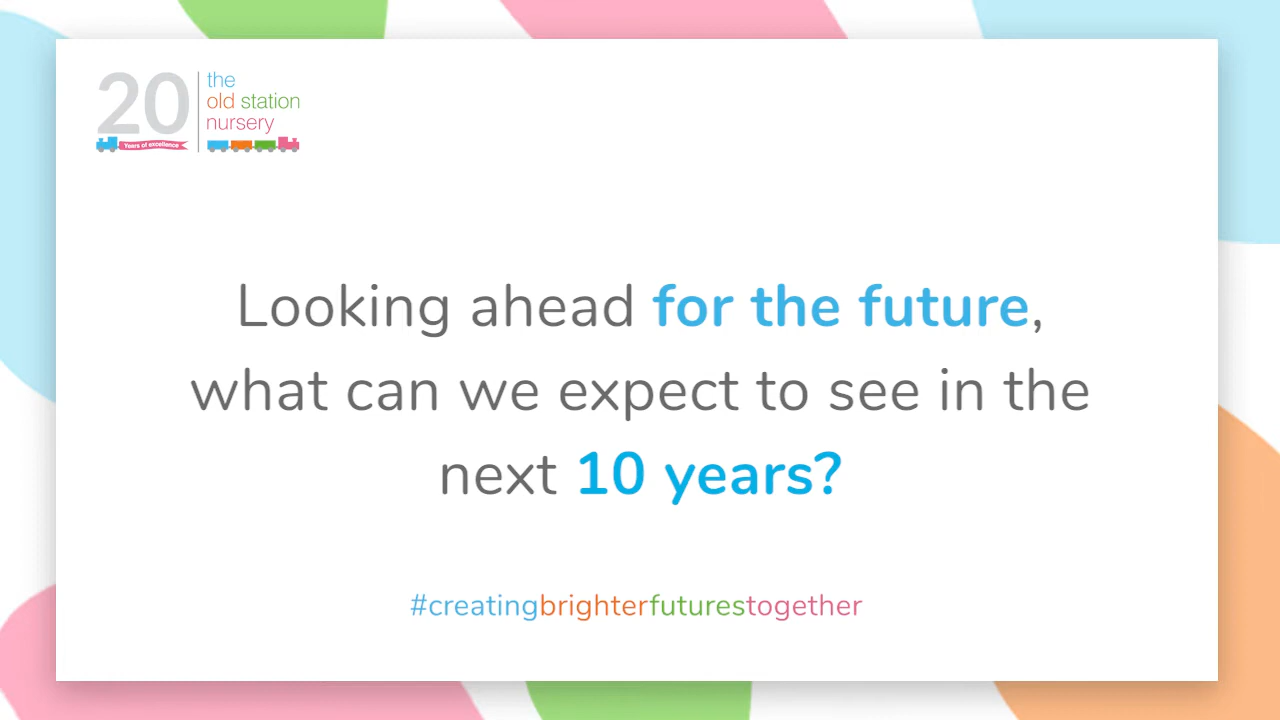 20
Years of excellence
the
old station
nursery
Looking ahead for the future,
what can we expect to see in the
next 10 years?
#creatingbrighterfuturestogether